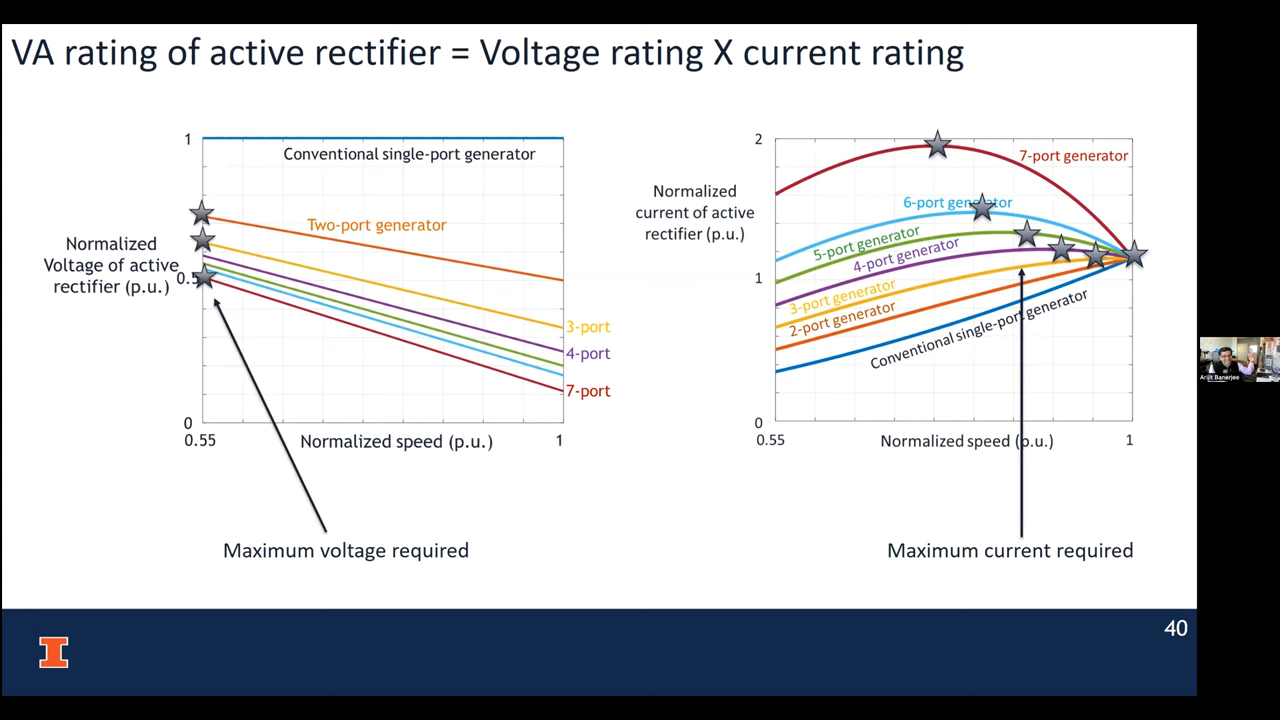 VA rating of active rectifier = Voltage rating X current rating
1
Conventional single-port generator
Two-port generator
Normalized
Voltage of active
rectifier (p.u.)
0.5
3-port
4-port
7-port
0
0.55
Normalized speed (p.u.)
1
Maximum voltage required
2
7-port generator
Normalized
current of active
rectifier (p.u.)
6-port generator
5-port generator
4-port generator
1
3-port generator
2-port generator
Conventional single-port generator
0
0.55
Normalized speed (p.u.)
1
Maximum current required
40
Arijit Banerjee